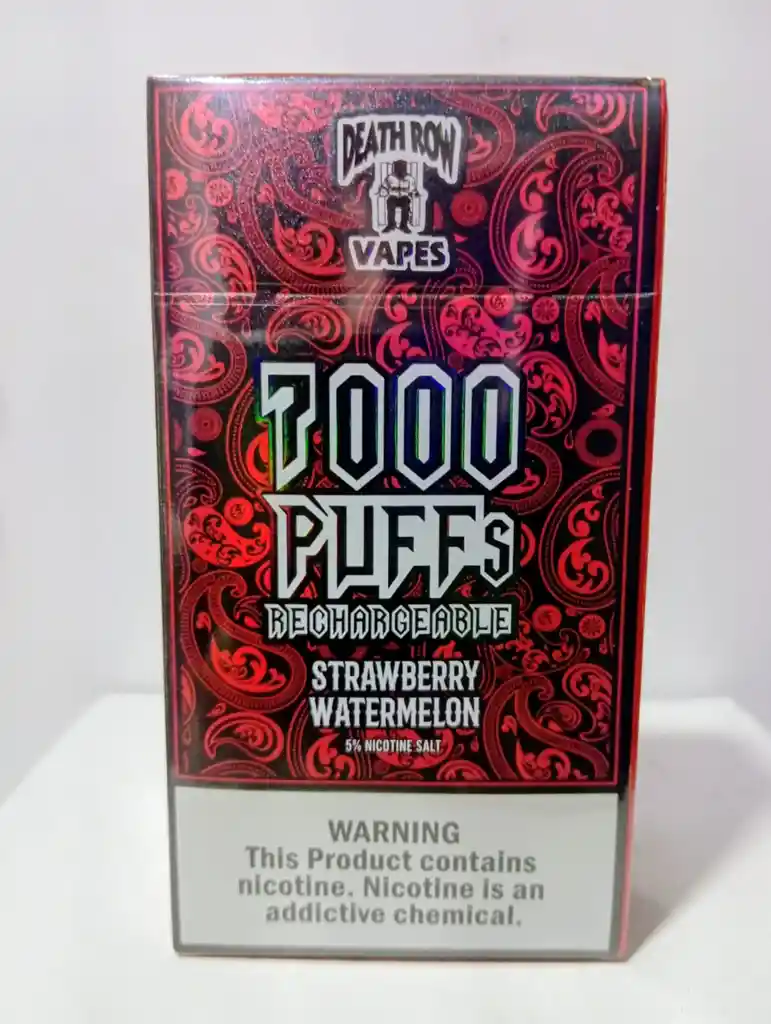 DEATH ROW
VAPES
7000
PUFFs
RECHARGEABLE
STRAWBERRY
WATERMELON
5% NICOTINE SALT
WARNING
This Product contains
nicotine. Nicotine is an
addictive chemical.